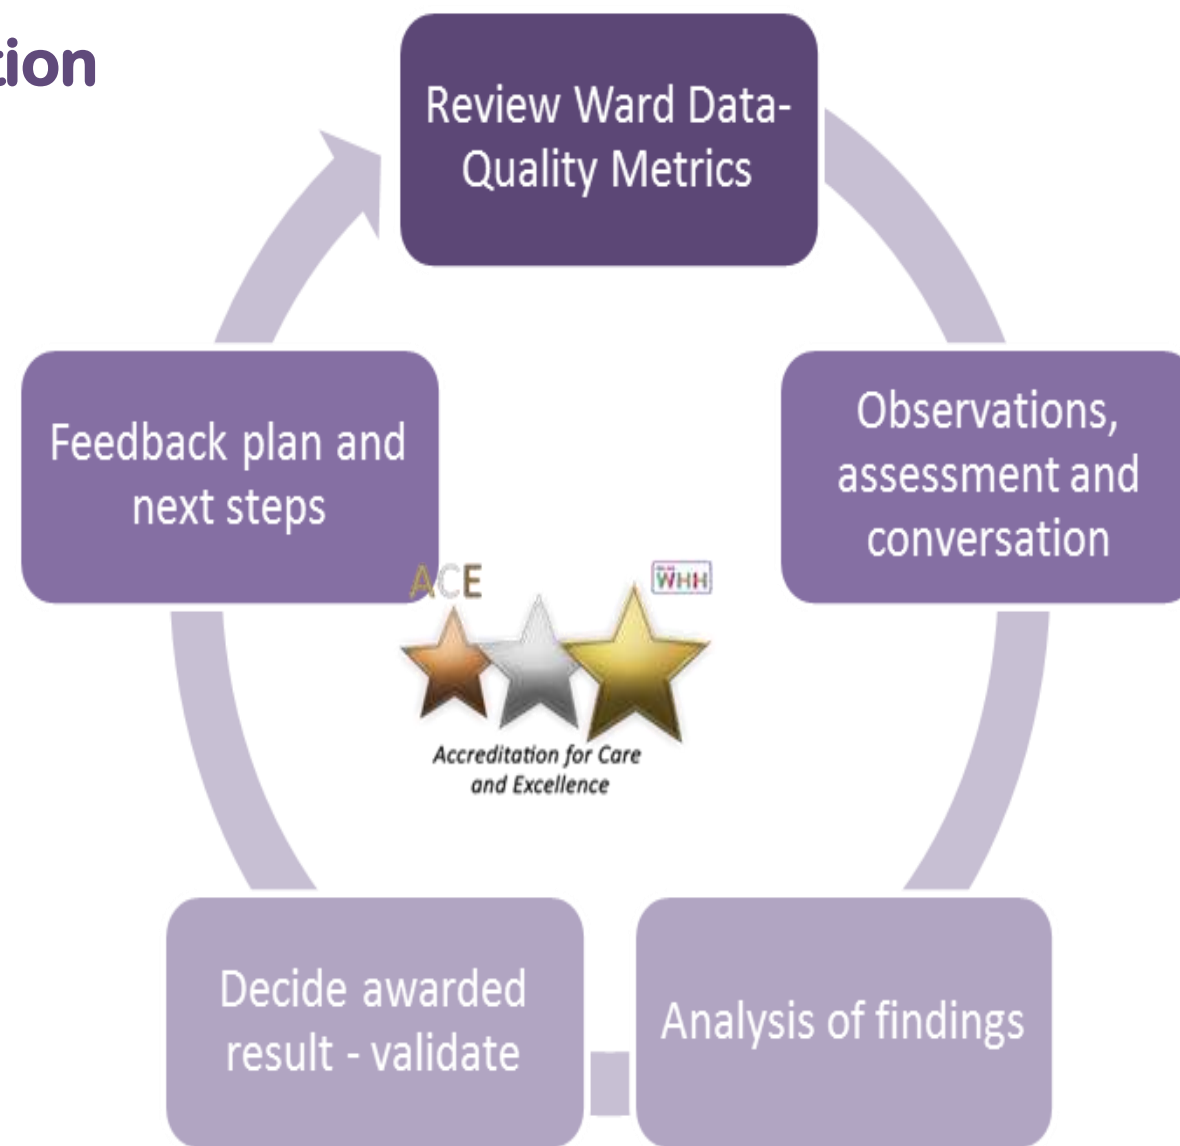 tion
Review Ward Data-
Quality Metrics
Observations,
assessment and
conversation
Analysis of findings
Decide awarded
result - validate
Feedback plan and
next steps
ACE
WHH
Accreditation for Care
and Excellence